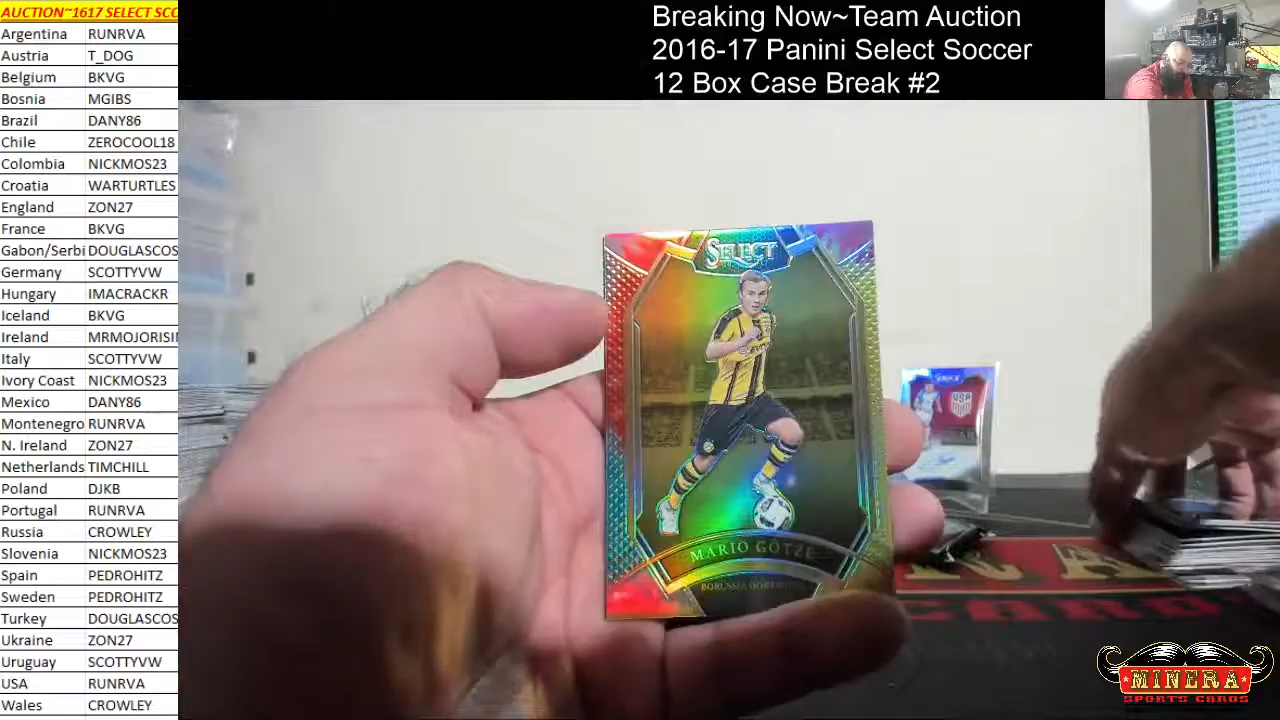 AUCTION~1617 SELECT SCO
Argentina RUNRVA
Austria T_DOG
Belgium BKVG
Bosnia MGIBS
Brazil DANY86
Chile ZEROCOOL18
Colombia NICKMOS23
Croatia WARTURTLES
England ZON27
France BKVG
Gabon/Serbi DOUGLASCOS
Germany SCOTTYVW
Hungary IMACRACKR
Iceland BKVG
Ireland MRMOJORISI
Italy SCOTTYVW
Ivory Coast NICKMOS23
Mexico DANY86
Montenegro RUNRVA
N. Ireland ZON27
Netherlands TIMCHILL
Poland DJKB
Portugal RUNRVA
Russia CROWLEY
Slovenia NICKMOS23
Spain PEDROHITZ
Sweden PEDROHITZ
Turkey DOUGLASCOS
Ukraine ZON27
Uruguay SCOTTYVW
USA RUNRVA
Wales CROWLEY
Breaking Now~Team Auction
2016-17 Panini Select Soccer
12 Box Case Break #2
SELECT
MARIO GÖTZE
BORUSSIA
SELECT
USA
MINERA
SPORTS CARDS